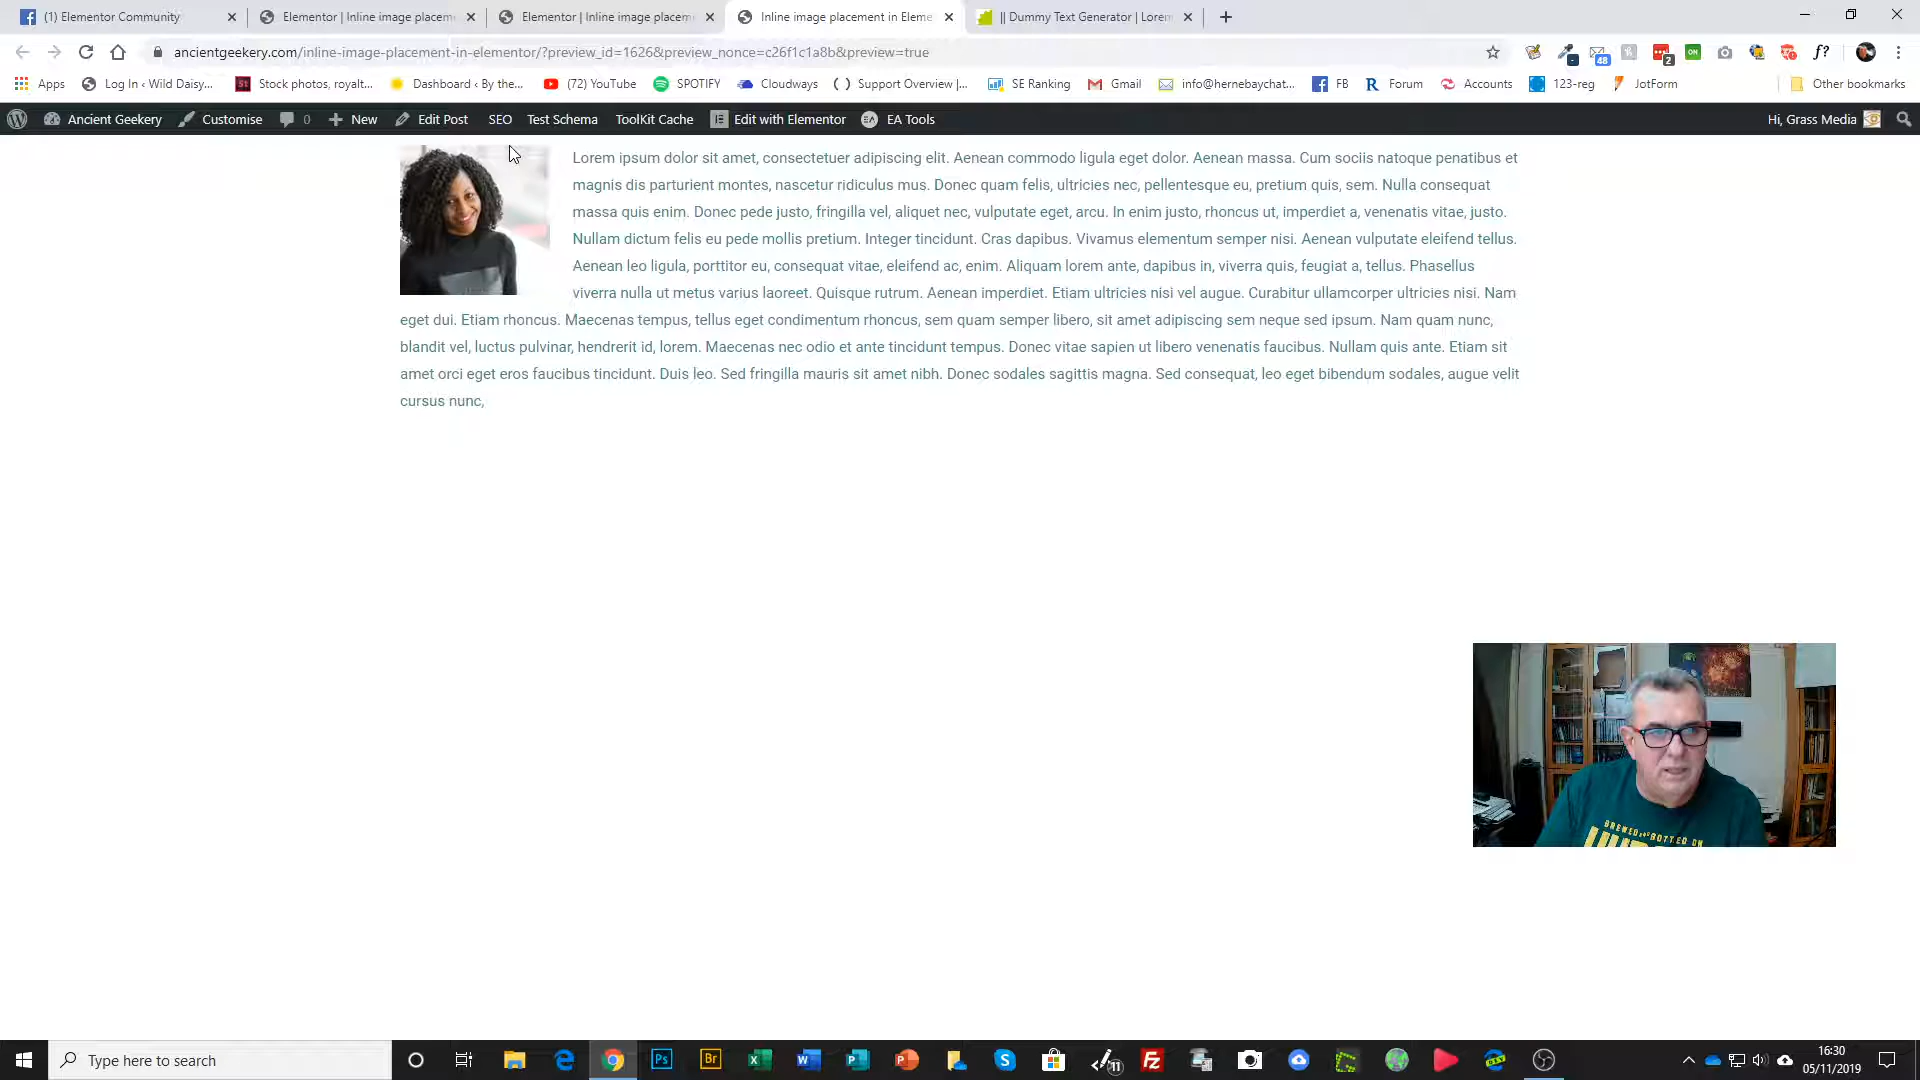 (1) Elementor Community
Elementor | Inline image placem
Elementor | Inline image placem
Inline image placement in Eleme
|| Dummy Text Generator | Lorem
ancientgeekery.com/inline-image-placement-in-elementor/?preview_id=1626&preview_nonce=c26f1c1a8b&preview=true
48
2
ON
f?
Apps
Log In ‹ Wild Daisy...
St
Stock photos, royalt...
Dashboard ‹ By the...
(72) YouTube
SPOTIFY
Cloudways
Support Overview |...
SE Ranking
Gmail
info@hernebaychat...
FB
R
Forum
Accounts
123-reg
JotForm
Other bookmarks
Ancient Geekery
Customise
0
New
Edit Post
SEO
Test Schema
ToolKit Cache
Edit with Elementor
EA
EA Tools
Hi, Grass Media
Lorem ipsum dolor sit amet, consectetuer adipiscing elit. Aenean commodo ligula eget dolor. Aenean massa. Cum sociis natoque penatibus et
magnis dis parturient montes, nascetur ridiculus mus. Donec quam felis, ultricies nec, pellentesque eu, pretium quis, sem. Nulla consequat
massa quis enim. Donec pede justo, fringilla vel, aliquet nec, vulputate eget, arcu. In enim justo, rhoncus ut, imperdiet a, venenatis vitae, justo.
Nullam dictum felis eu pede mollis pretium. Integer tincidunt. Cras dapibus. Vivamus elementum semper nisi. Aenean vulputate eleifend tellus.
Aenean leo ligula, porttitor eu, consequat vitae, eleifend ac, enim. Aliquam lorem ante, dapibus in, viverra quis, feugiat a, tellus. Phasellus
viverra nulla ut metus varius laoreet. Quisque rutrum. Aenean imperdiet. Etiam ultricies nisi vel augue. Curabitur ullamcorper ultricies nisi. Nam
eget dui. Etiam rhoncus. Maecenas tempus, tellus eget condimentum rhoncus, sem quam semper libero, sit amet adipiscing sem neque sed ipsum. Nam quam nunc,
blandit vel, luctus pulvinar, hendrerit id, lorem. Maecenas nec odio et ante tincidunt tempus. Donec vitae sapien ut libero venenatis faucibus. Nullam quis ante. Etiam sit
amet orci eget eros faucibus tincidunt. Duis leo. Sed fringilla mauris sit amet nibh. Donec sodales sagittis magna. Sed consequat, leo eget bibendum sodales, augue velit
cursus nunc,
BREWED & BOTTED ON
Type here to search
Ps
Br
11
Fz
16:30
05/11/2019